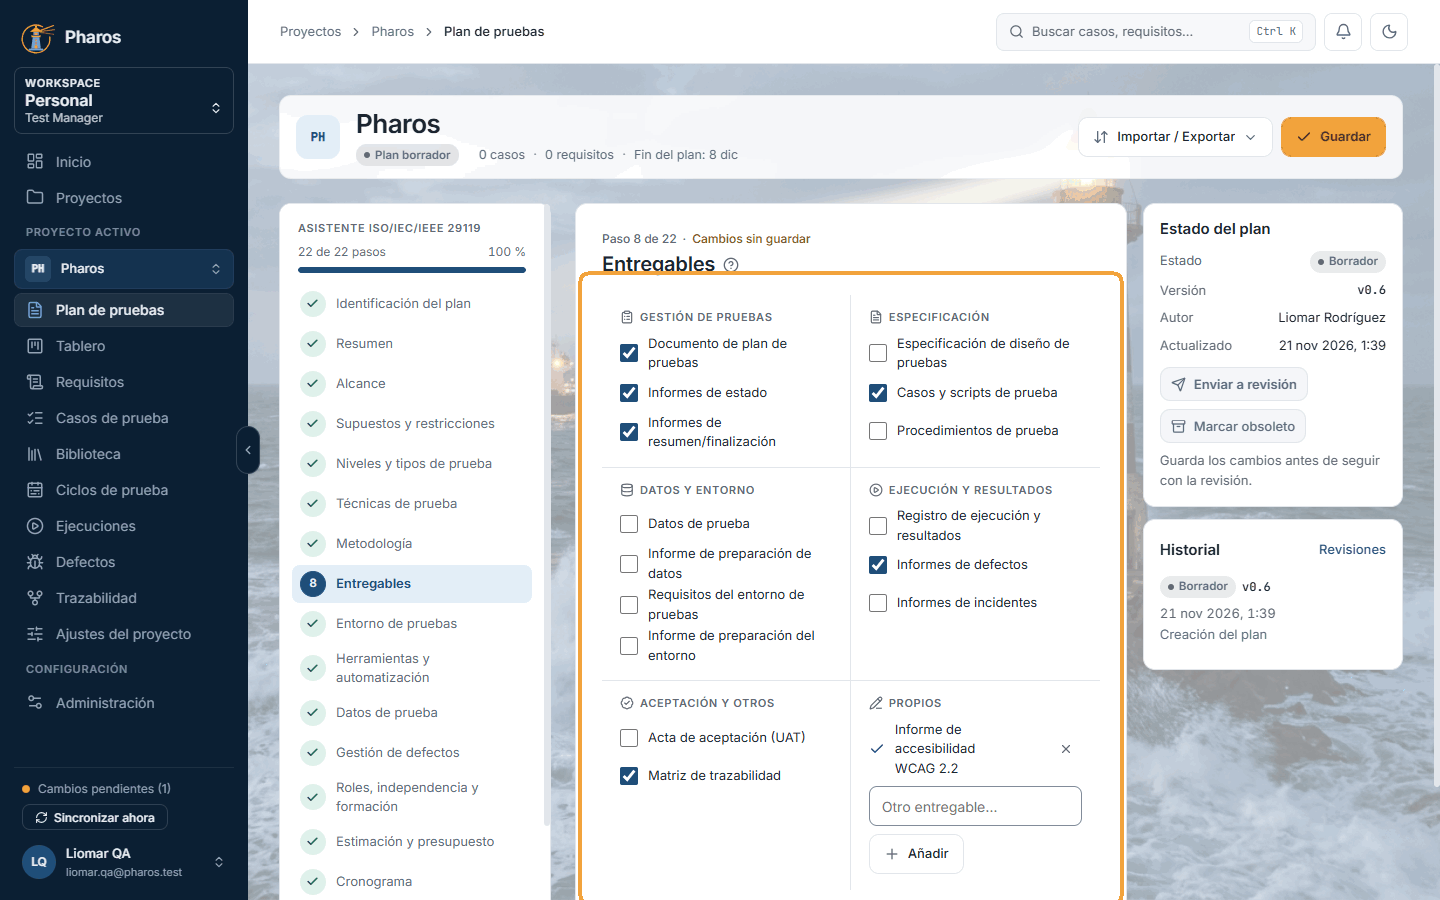 Pharos
WORKSPACE
Personal
Test Manager
Inicio
Proyectos
PROYECTO ACTIVO
PH Pharos
Plan de pruebas
Tablero
Requisitos
Casos de prueba
Biblioteca
Ciclos de prueba
Ejecuciones
Defectos
Trazabilidad
Ajustes del proyecto
CONFIGURACIÓN
Administración
Cambios pendientes (1)
Sincronizar ahora
LQ
Liomar QA
liomar.qa@pharos.test
Proyectos > Pharos > Plan de pruebas
Buscar casos, requisitos... Ctrl K
PH
Pharos
Plan borrador 0 casos · 0 requisitos · Fin del plan: 8 dic
Importar / Exportar
Guardar
ASISTENTE ISO/IEC/IEEE 29119
22 de 22 pasos 100 %
Identificación del plan
Resumen
Alcance
Supuestos y restricciones
Niveles y tipos de prueba
Técnicas de prueba
Metodología
8 Entregables
Entorno de pruebas
Herramientas y
automatización
Datos de prueba
Gestión de defectos
Roles, independencia y
formación
Estimación y presupuesto
Cronograma
Paso 8 de 22 · Cambios sin guardar
Entregables
GESTIÓN DE PRUEBAS
Documento de plan de
pruebas
Informes de estado
Informes de
resumen/finalización
ESPECIFICACIÓN
Especificación de diseño de
pruebas
Casos y scripts de prueba
Procedimientos de prueba
DATOS Y ENTORNO
Datos de prueba
Informe de preparación de
datos
Requisitos del entorno de
pruebas
Informe de preparación del
entorno
EJECUCIÓN Y RESULTADOS
Registro de ejecución y
resultados
Informes de defectos
Informes de incidentes
ACEPTACIÓN Y OTROS
Acta de aceptación (UAT)
Matriz de trazabilidad
PROPIOS
Informe de
accesibilidad
WCAG 2.2
Otro entregable...
Añadir
Estado del plan
Estado Borrador
Versión v0.6
Autor Liomar Rodríguez
Actualizado 21 nov 2026, 1:39
Enviar a revisión
Marcar obsoleto
Guarda los cambios antes de seguir
con la revisión.
Historial Revisiones
Borrador v0.6
21 nov 2026, 1:39
Creación del plan